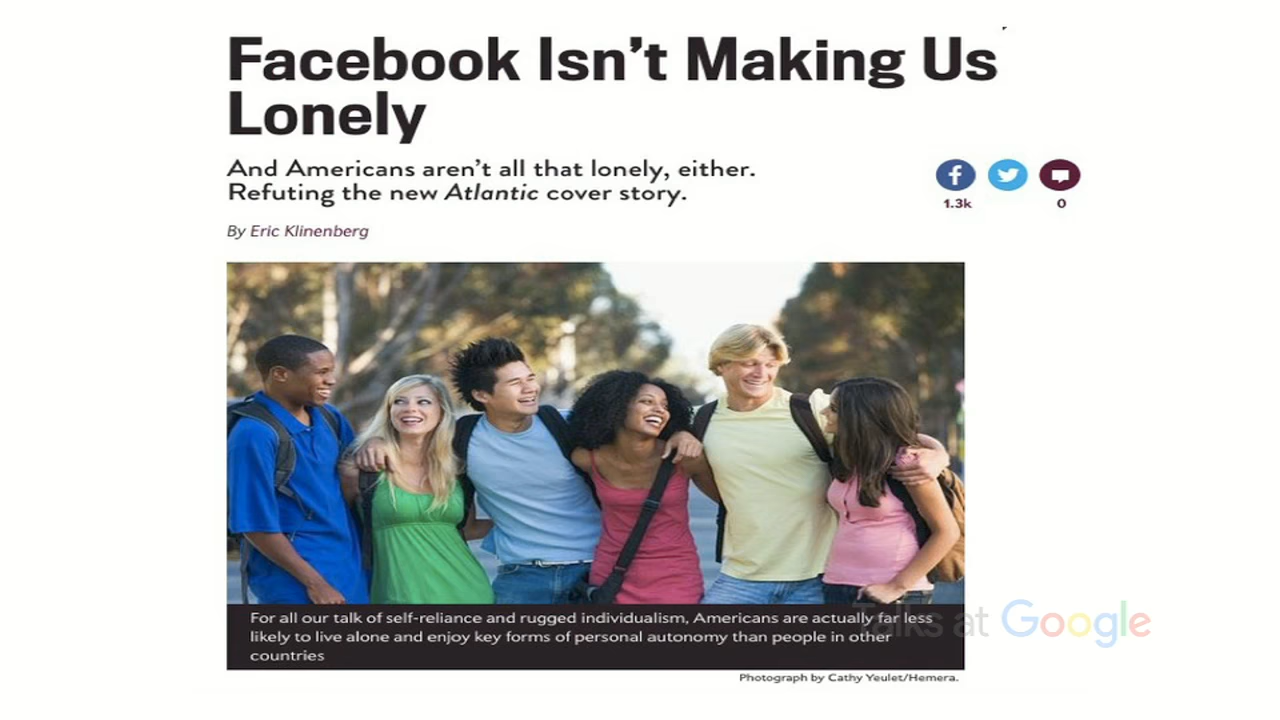 Facebook Isn't Making Us
Lonely
And Americans aren't all that lonely, either.
Refuting the new Atlantic cover story.
1.3k
0
By Eric Klinenberg
For all our talk of self-reliance and rugged individualism, Americans are actually far less
likely to live alone and enjoy key forms of personal autonomy than people in other
countries
Talks at Google
Photograph by Cathy Yeulet/Hemera.